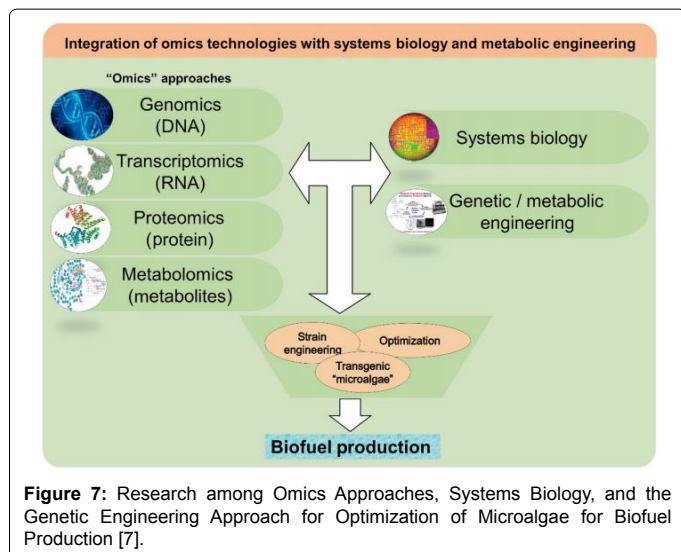 Integration of omics technologies with systems biology and metabolic engineering
"Omics" approaches
Genomics
(DNA)
Transcriptomics
(RNA)
Proteomics
(protein)
Metabolomics
(metabolites)
Systems biology
Genetic / metabolic
engineering
Strain
engineering
Optimization
Transgenic
"microalgae"
Biofuel production
Figure 7: Research among Omics Approaches, Systems Biology, and the
Genetic Engineering Approach for Optimization of Microalgae for Biofuel
Production [7].